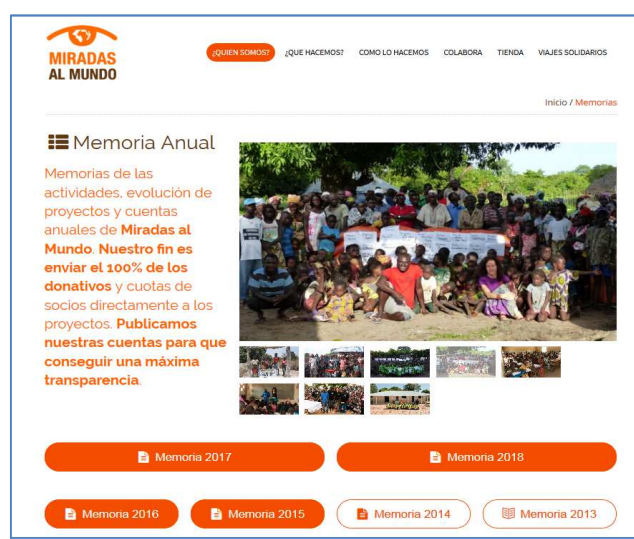 MIRADAS
AL MUNDO
¿QUIEN SOMOS? ¿QUE HACEMOS? COMO LO HACEMOS COLABORA TIENDA VIAJES SOLIDARIOS
Inicio / Memorias
Memoria Anual
Memorias de las
actividades, evolución de
proyectos y cuentas
anuales de Miradas al
Mundo. Nuestro fin es
enviar el 100% de los
donativos y cuotas de
socios directamente a los
proyectos. Publicamos
nuestras cuentas para que
conseguir una máxima
transparencia.
Memoria 2017 Memoria 2018
Memoria 2016 Memoria 2015 Memoria 2014 Memoria 2013